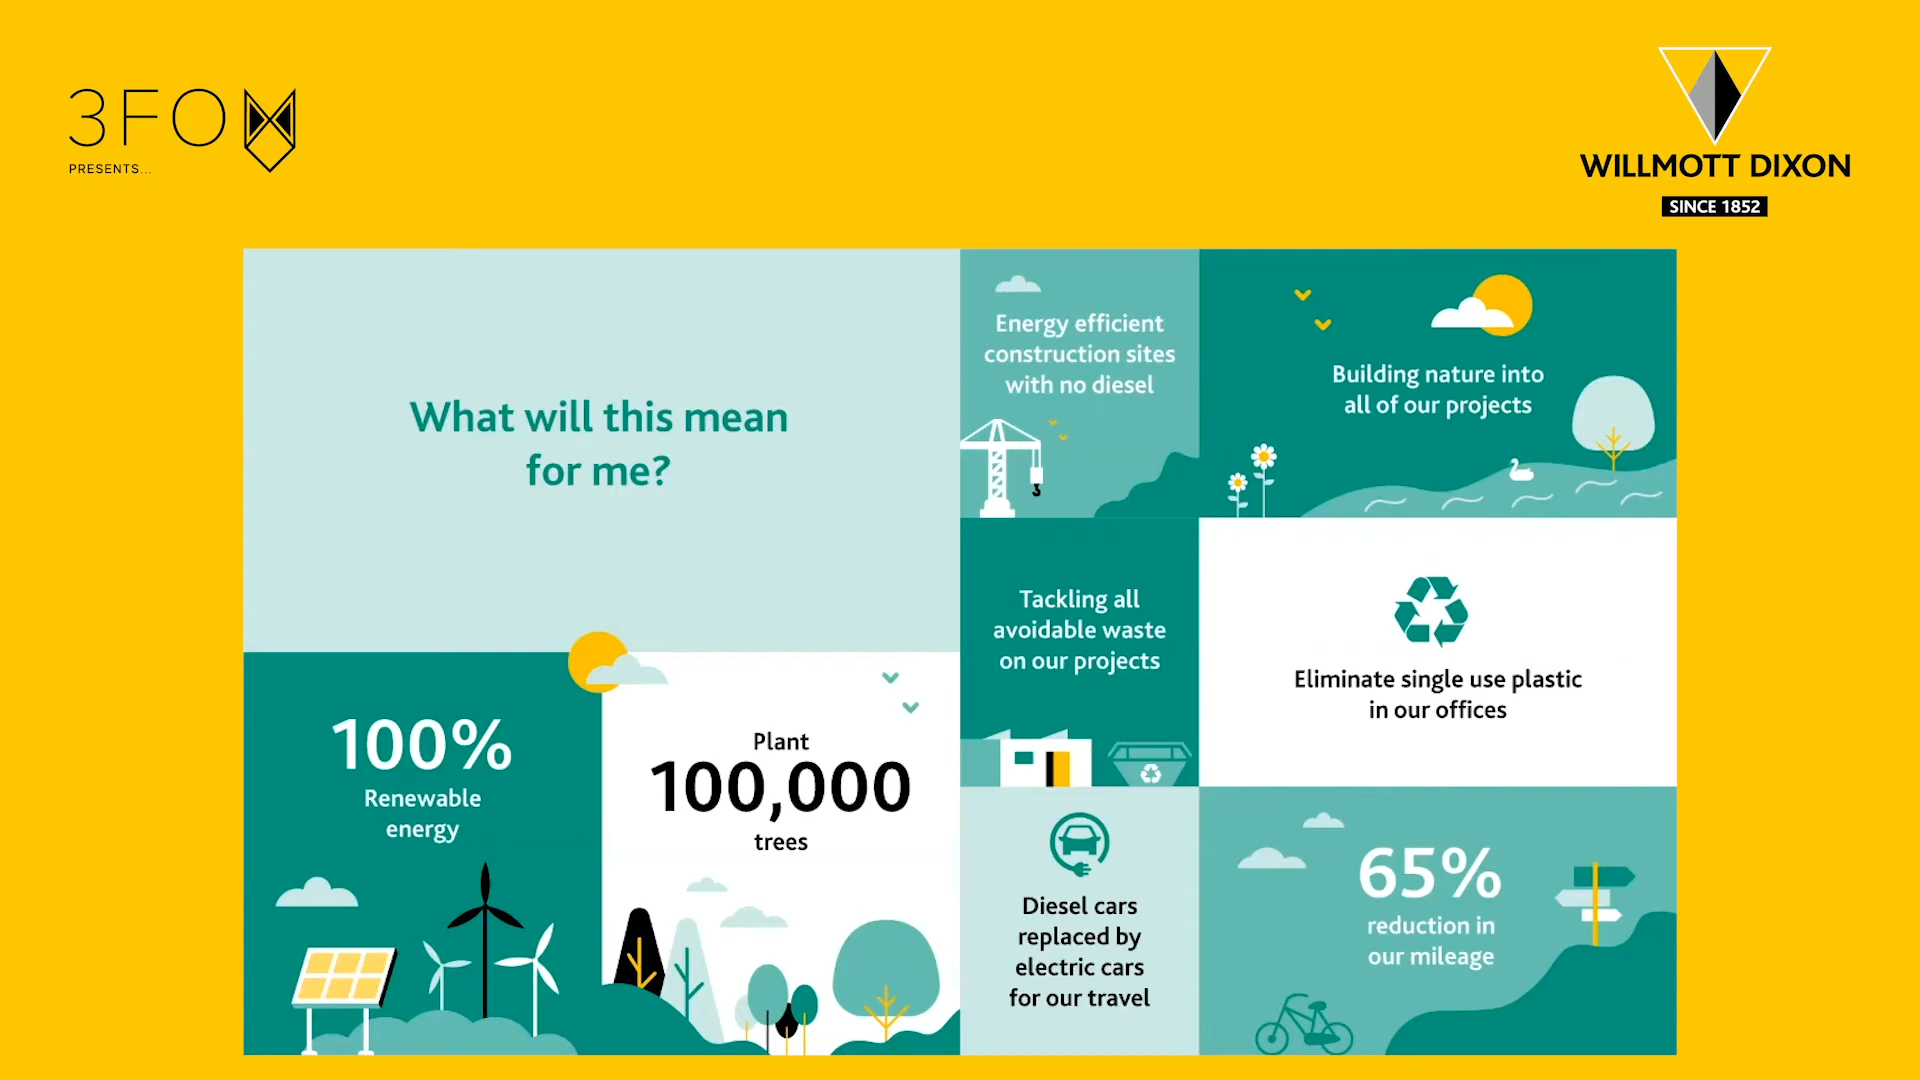 3FOX
PRESENTS...
WILLMOTT DIXON
SINCE 1852
What will this mean
for me?
100%
Renewable
energy
Plant
100,000
trees
Energy efficient
construction sites
with no diesel
Building nature into
all of our projects
Tackling all
avoidable waste
on our projects
Eliminate single use plastic
in our offices
Diesel cars
replaced by
electric cars
for our travel
65%
reduction in
our mileage